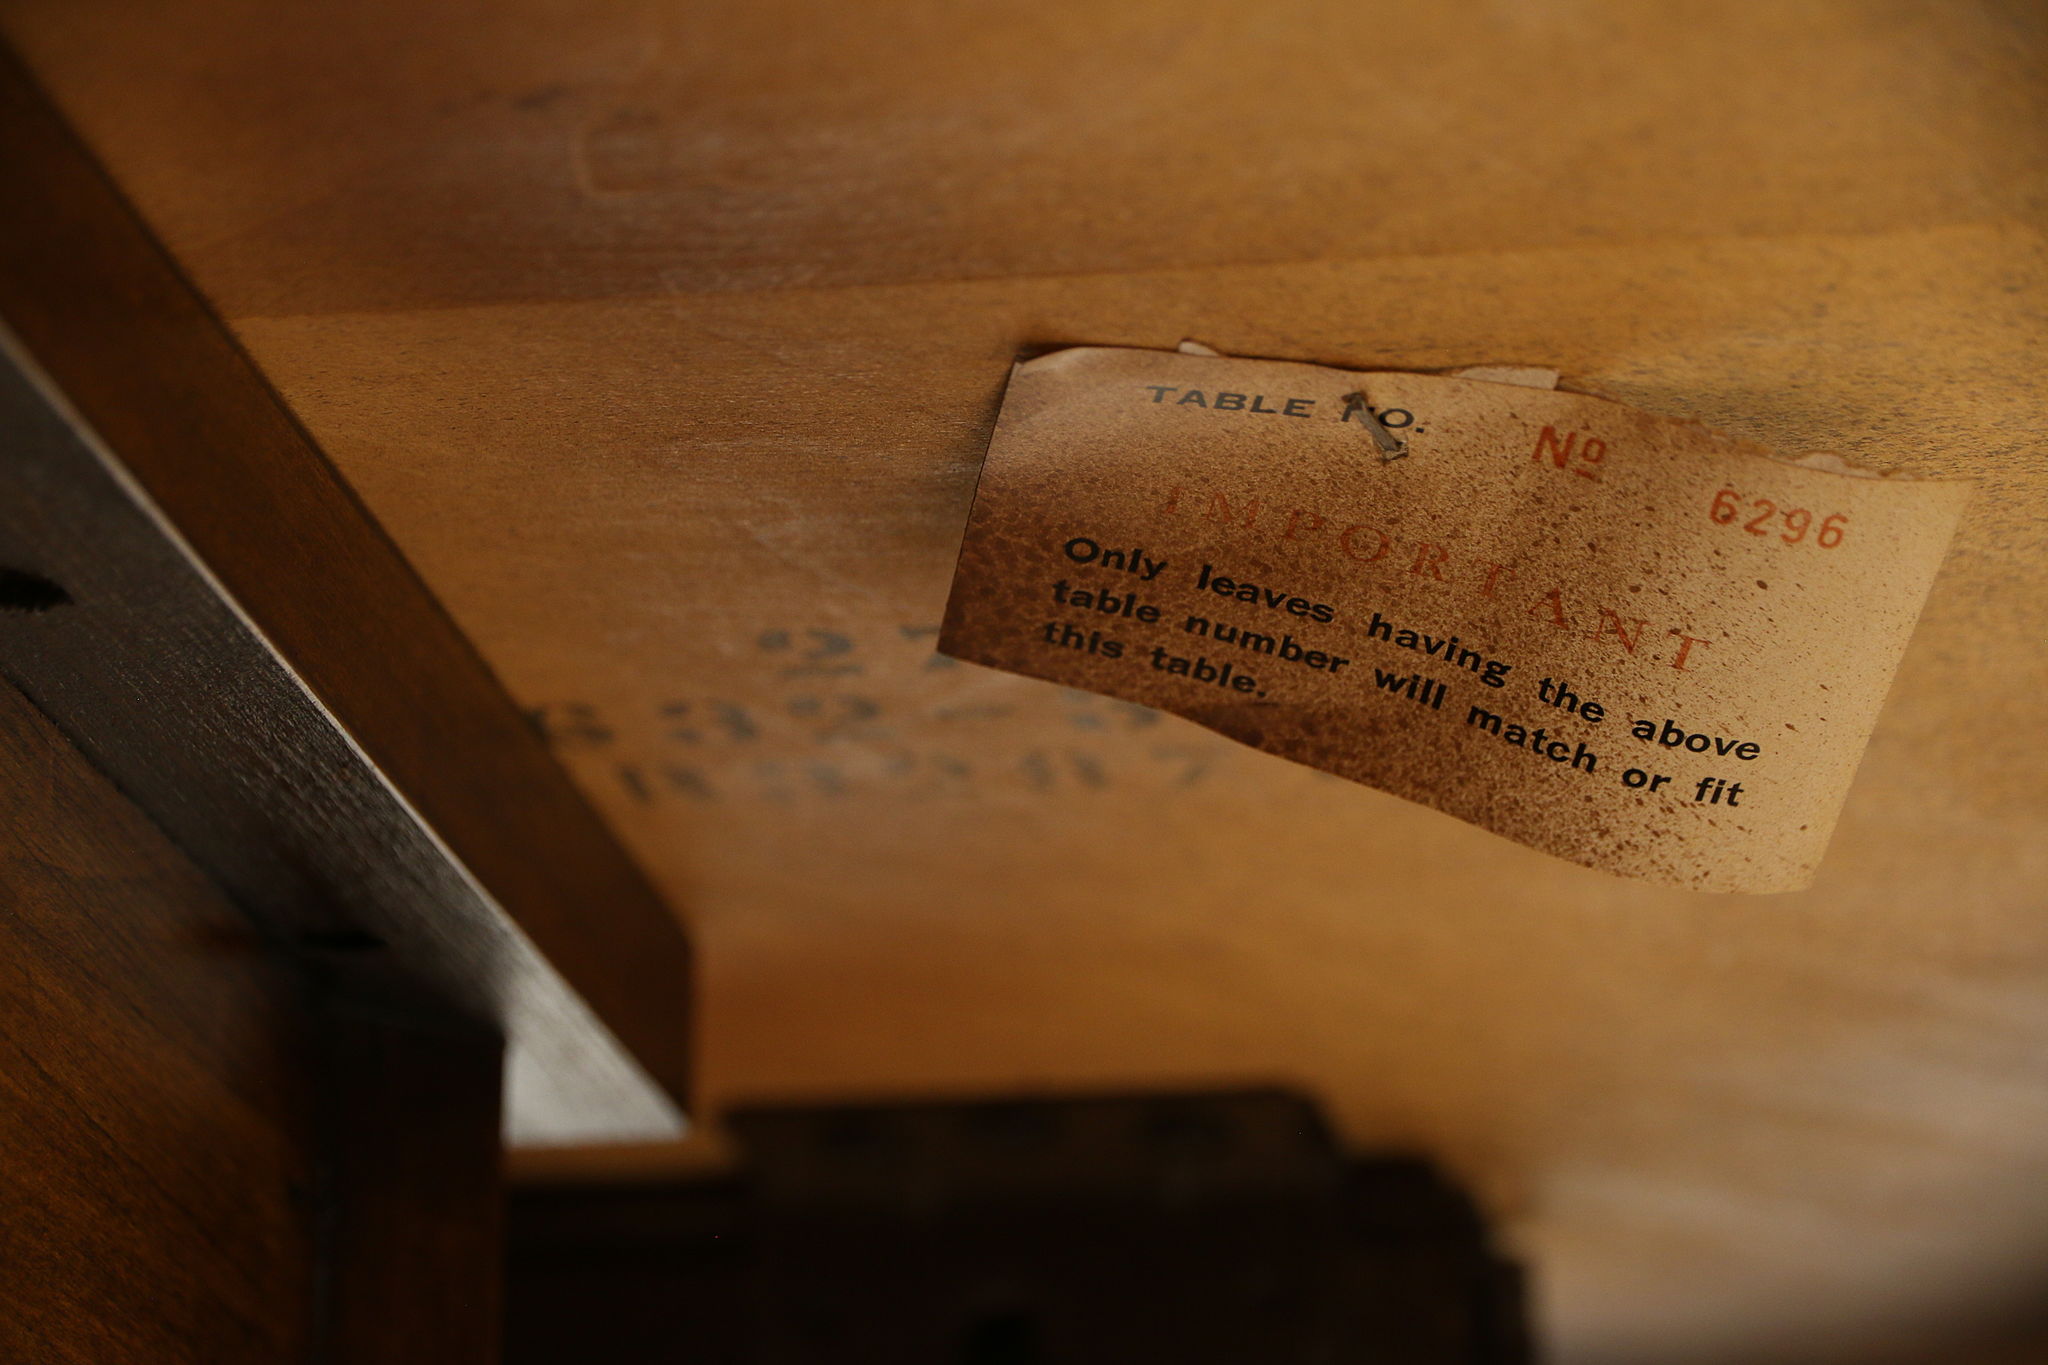 TABLE NO.
Nº 6296
IMPORTANT
Only leaves having the above
table number will match or fit
this table.